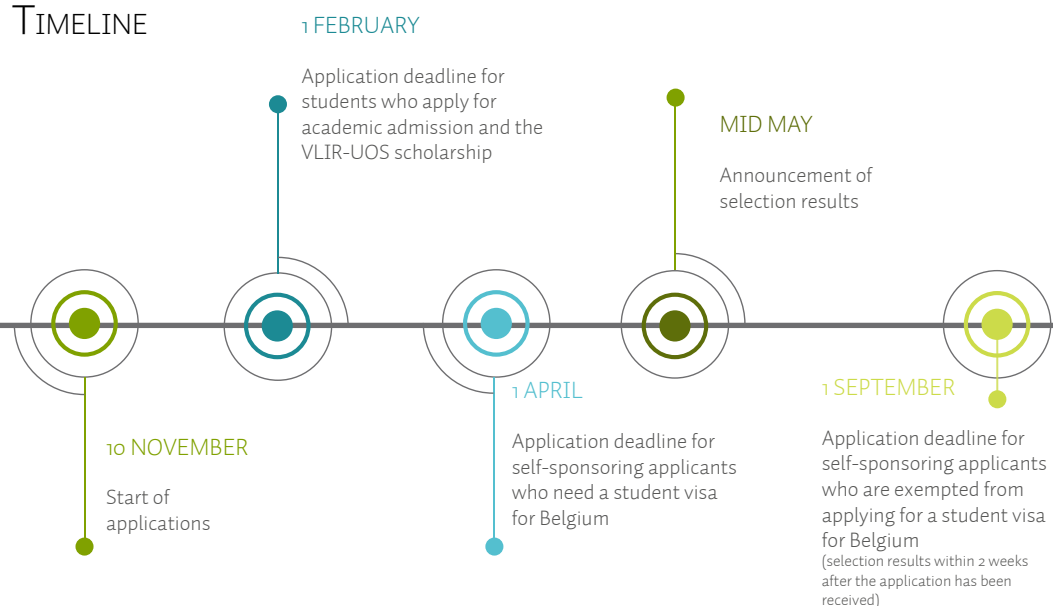 TIMELINE
1 FEBRUARY
Application deadline for
students who apply for
academic admission and the
VLIR-UOS scholarship
MID MAY
Announcement of
selection results
10 NOVEMBER
Start of
applications
1 APRIL
Application deadline for
self-sponsoring applicants
who need a student visa
for Belgium
1 SEPTEMBER
Application deadline for
self-sponsoring applicants
who are exempted from
applying for a student visa
for Belgium
(selection results within 2 weeks
after the application has been
received)